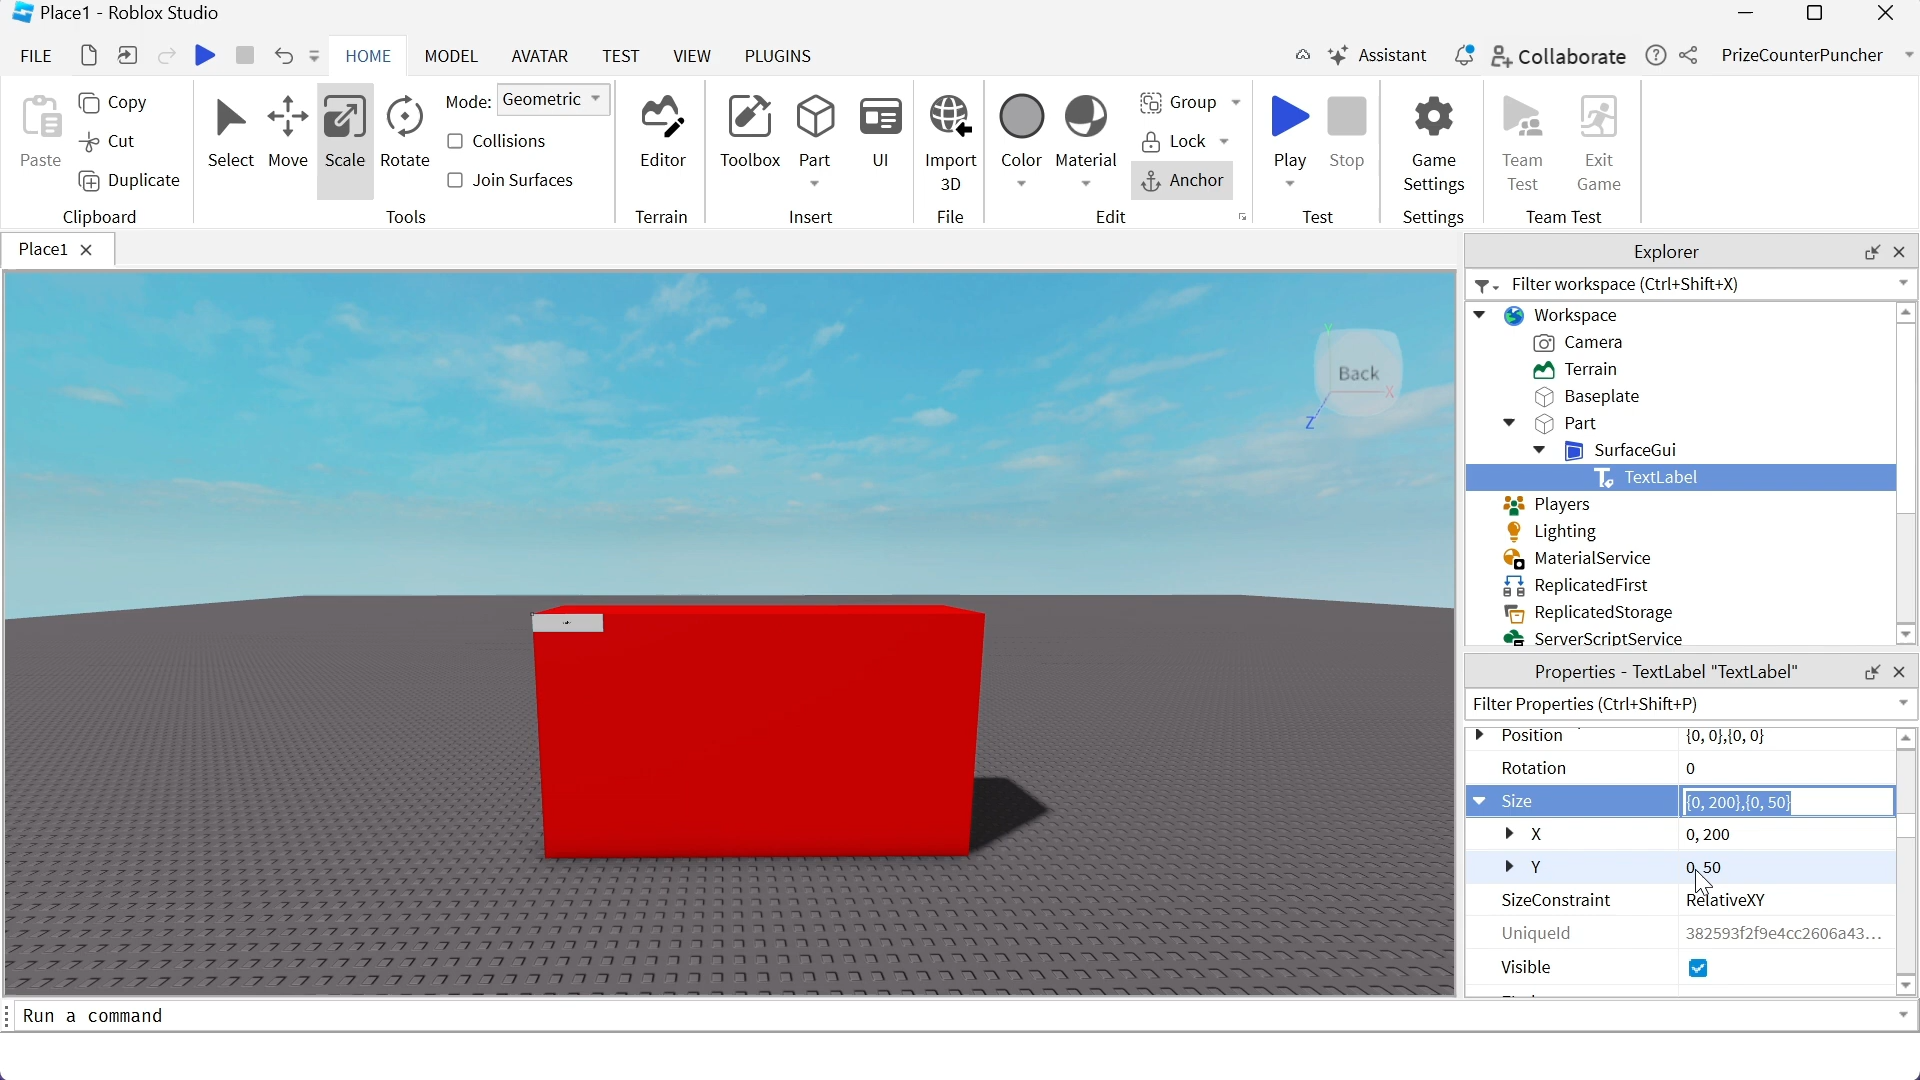 Place1 - Roblox Studio
FILE HOME MODEL AVATAR TEST VIEW PLUGINS Assistant Collaborate PrizeCounterPuncher
Paste
Copy
Cut
Duplicate
Clipboard
Select Move Scale Rotate
Mode: Geometric
Collisions
Join Surfaces
Tools
Editor
Terrain
Toolbox Part UI
Insert
Import
3D
File
Color Material
Group
Lock
Anchor
Edit
Play Stop
Test
Game
Settings
Settings
Team
Test
Exit
Game
Team Test
Place1
Back
Y
X
Z
Explorer
Filter workspace (Ctrl+Shift+X)
Workspace
Camera
Terrain
Baseplate
Part
SurfaceGui
TextLabel
Players
Lighting
MaterialService
ReplicatedFirst
ReplicatedStorage
ServerScriptService
Properties - TextLabel "TextLabel"
Filter Properties (Ctrl+Shift+P)
Position {0, 0},{0, 0}
Rotation 0
Size {0, 200},{0, 50}
X 0, 200
Y 0, 50
SizeConstraint RelativeXY
UniqueId 382593f2f9e4cc2606a43...
Visible
Run a command